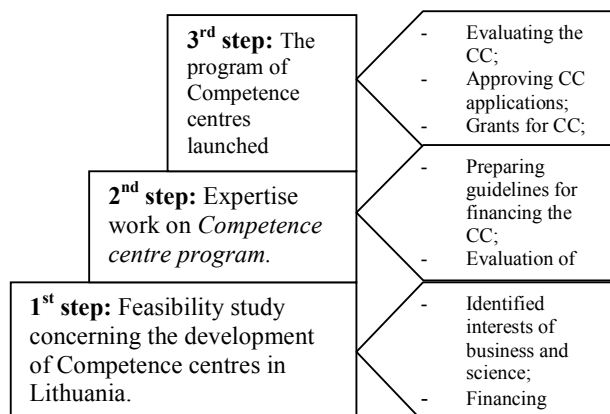 3rd step: The
program of
Competence
centres
launched
- Evaluating the
CC;
- Approving CC
applications;
- Grants for CC;
2nd step: Expertise
work on Competence
centre program.
- Preparing
guidelines for
financing the
CC;
- Evaluation of
1st step: Feasibility study
concerning the development
of Competence centres in
Lithuania.
- Identified
interests of
business and
science;
- Financing